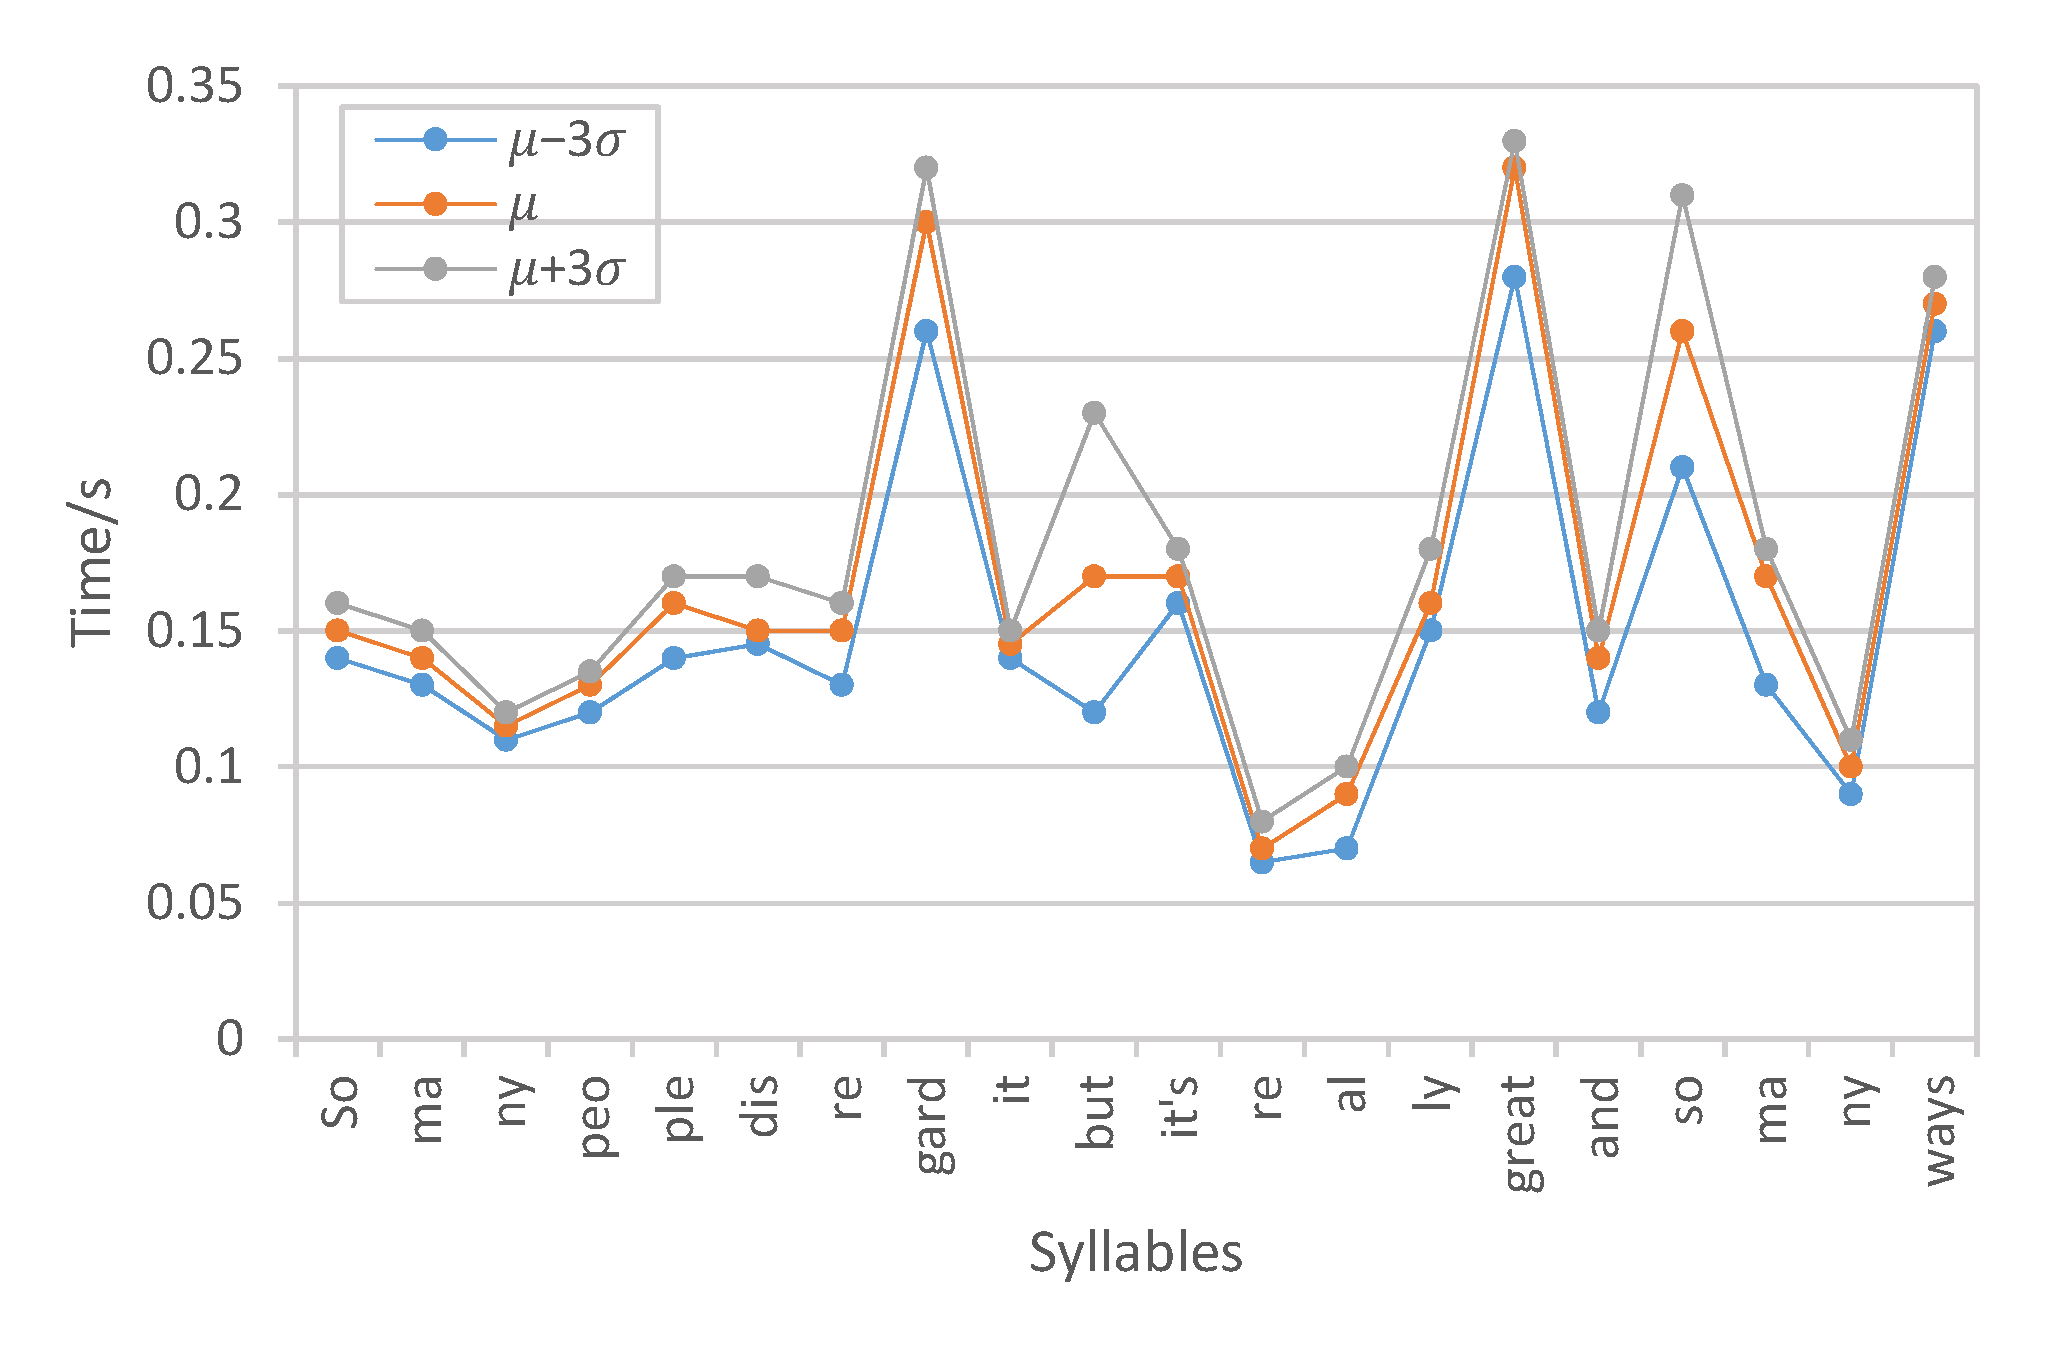 0.35
0.3
0.25
0.2
0.15
0.1
0.05
0
Time/s
μ−3σ
μ
μ+3σ
So
ma
ny
peo
ple
dis
re
gard
it
but
it's
re
al
ly
great
and
so
ma
ny
ways
Syllables